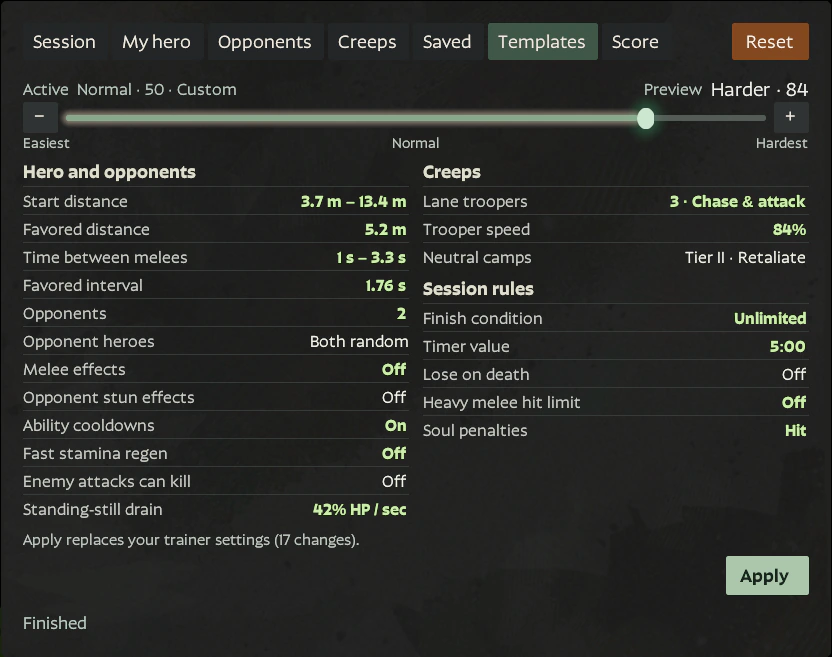 Session My hero Opponents Creeps Saved Templates Score Reset
Active Normal · 50 · Custom Preview Harder · 84
− +
Easiest Normal Hardest
Hero and opponents
Start distance 3.7 m – 13.4 m
Favored distance 5.2 m
Time between melees 1 s – 3.3 s
Favored interval 1.76 s
Opponents 2
Opponent heroes Both random
Melee effects Off
Opponent stun effects Off
Ability cooldowns On
Fast stamina regen Off
Enemy attacks can kill Off
Standing-still drain 42% HP / sec
Creeps
Lane troopers 3 · Chase & attack
Trooper speed 84%
Neutral camps Tier II · Retaliate
Session rules
Finish condition Unlimited
Timer value 5:00
Lose on death Off
Heavy melee hit limit Off
Soul penalties Hit
Apply replaces your trainer settings (17 changes).
Apply
Finished